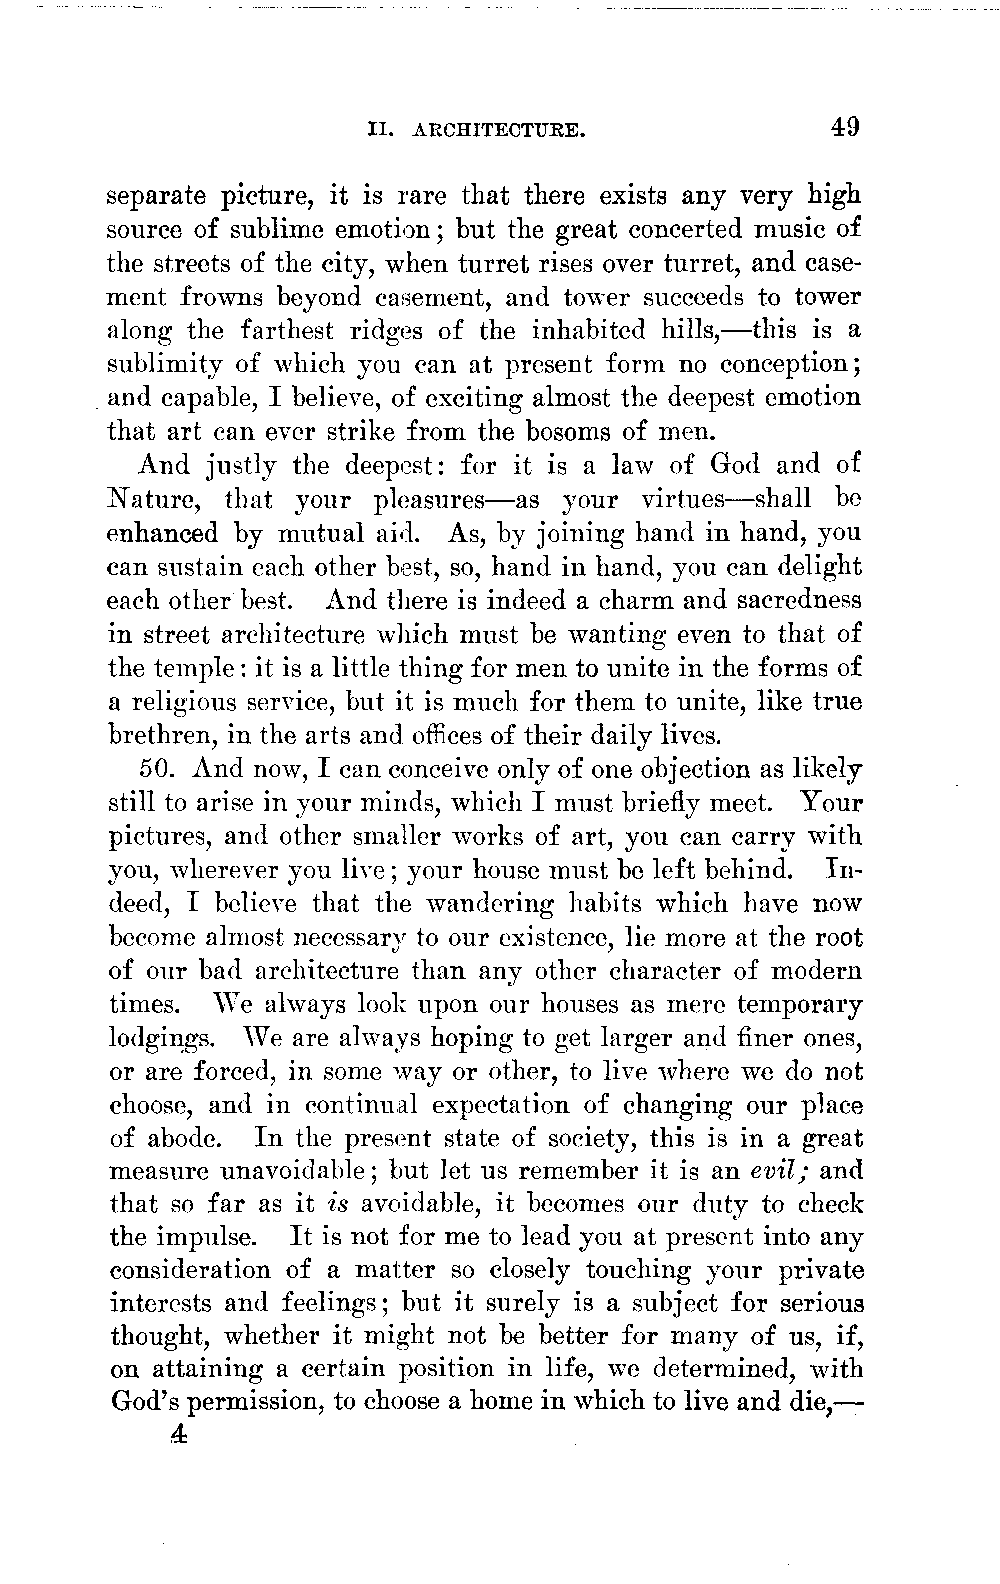 II. ARCHITECTURE. 49
separate picture, it is rare that there exists any very high
source of sublime emotion; but the great concerted music of
the streets of the city, when turret rises over turret, and case-
ment frowns beyond casement, and tower succeeds to tower
along the farthest ridges of the inhabited hills,—this is a
sublimity of which you can at present form no conception;
and capable, I believe, of exciting almost the deepest emotion
that art can ever strike from the bosoms of men.
And justly the deepest: for it is a law of God and of
Nature, that your pleasures—as your virtues—shall be
enhanced by mutual aid. As, by joining hand in hand, you
can sustain each other best, so, hand in hand, you can delight
each other best. And there is indeed a charm and sacredness
in street architecture which must be wanting even to that of
the temple: it is a little thing for men to unite in the forms of
a religious service, but it is much for them to unite, like true
brethren, in the arts and offices of their daily lives.
50. And now, I can conceive only of one objection as likely
still to arise in your minds, which I must briefly meet. Your
pictures, and other smaller works of art, you can carry with
you, wherever you live; your house must be left behind. In-
deed, I believe that the wandering habits which have now
become almost necessary to our existence, lie more at the root
of our bad architecture than any other character of modern
times. We always look upon our houses as mere temporary
lodgings. We are always hoping to get larger and finer ones,
or are forced, in some way or other, to live where we do not
choose, and in continual expectation of changing our place
of abode. In the present state of society, this is in a great
measure unavoidable; but let us remember it is an evil; and
that so far as it is avoidable, it becomes our duty to check
the impulse. It is not for me to lead you at present into any
consideration of a matter so closely touching your private
interests and feelings; but it surely is a subject for serious
thought, whether it might not be better for many of us, if,
on attaining a certain position in life, we determined, with
God's permission, to choose a home in which to live and die,—
4